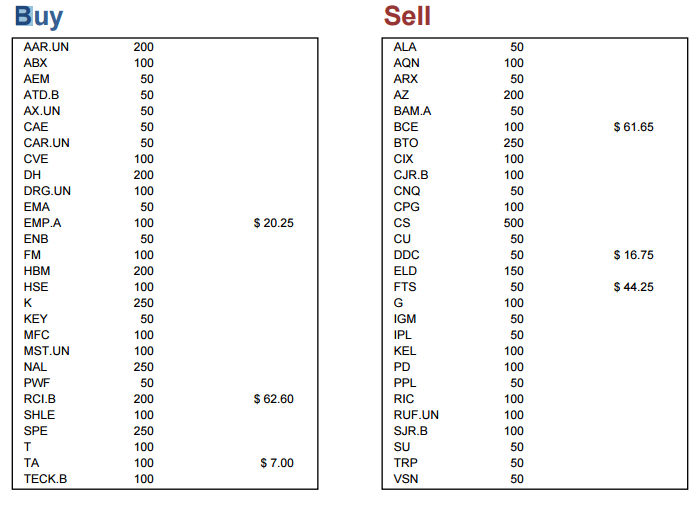 Buy
AAR.UN 200
ABX 100
AEM 50
ATD.B 50
AX.UN 50
CAE 50
CAR.UN 50
CVE 100
DH 200
DRG.UN 100
EMA 50
EMP.A 100 $ 20.25
ENB 50
FM 100
HBM 200
HSE 100
K 250
KEY 50
MFC 100
MST.UN 100
NAL 250
PWF 50
RCI.B 200 $ 62.60
SHLE 100
SPE 250
T 100
TA 100 $ 7.00
TECK.B 100
Sell
ALA 50
AQN 100
ARX 50
AZ 200
BAM.A 50
BCE 100 $ 61.65
BTO 250
CIX 100
CJR.B 100
CNQ 50
CPG 100
CS 500
CU 50
DDC 50 $ 16.75
ELD 150
FTS 50 $ 44.25
G 100
IGM 50
IPL 50
KEL 100
PD 100
PPL 50
RIC 100
RUF.UN 100
SJR.B 100
SU 50
TRP 50
VSN 50